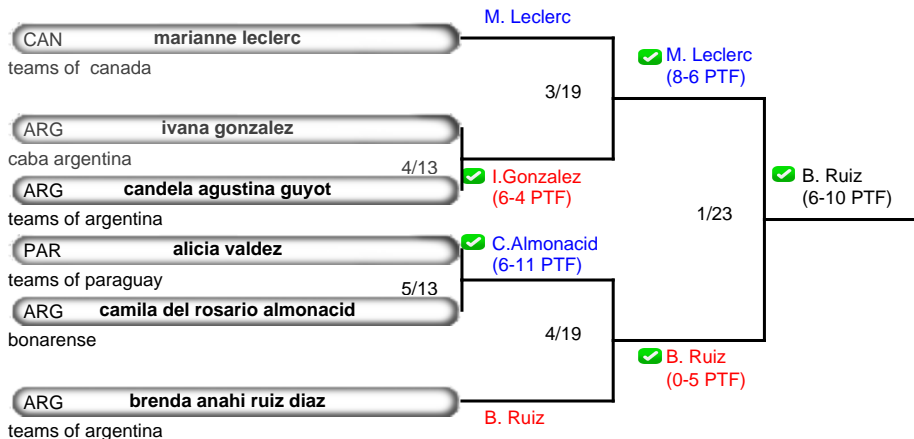 M. Leclerc
CAN marianne leclerc
teams of canada
M. Leclerc
(8-6 PTF)
3/19
ARG ivana gonzalez
caba argentina
4/13
I.Gonzalez
(6-4 PTF)
ARG candela agustina guyot
teams of argentina
B. Ruiz
(6-10 PTF)
1/23
PAR alicia valdez
teams of paraguay
C.Almonacid
(6-11 PTF)
5/13
ARG camila del rosario almonacid
bonarense
4/19
B. Ruiz
(0-5 PTF)
ARG brenda anahi ruiz diaz
teams of argentina
B. Ruiz